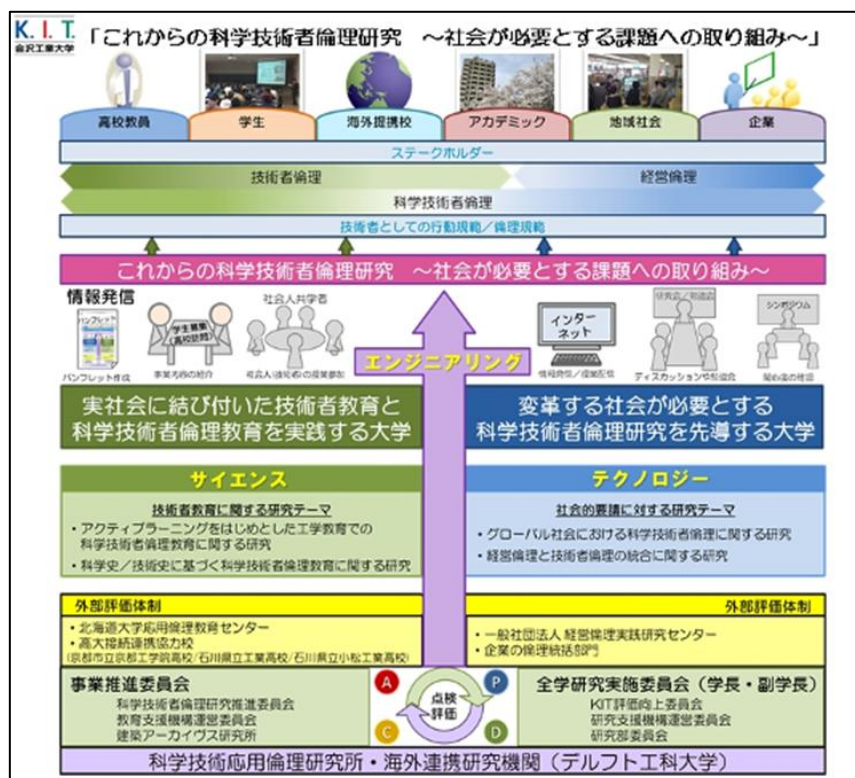 K.I.T.
金沢工業大学
「これからの科学技術者倫理研究 ～社会が必要とする課題への取り組み～」
高校教員
学生
海外提携校
アカデミック
地域社会
企業
ステークホルダー
技術者倫理
経営倫理
科学技術者倫理
技術者としての行動規範／倫理規範
これからの科学技術者倫理研究 ～社会が必要とする課題への取り組み～
情報発信
パンフレット
パンフレット作成
学生募集
(高校訪問)
事業内容の紹介
社会人共学者
社会人(技術者)の授業参加
エンジニアリング
インター
ネット
情報発信／授業配信
シンポジウム
実社会に結び付いた技術者教育と
科学技術者倫理教育を実践する大学
変革する社会が必要とする
科学技術者倫理研究を先導する大学
サイエンス
技術者教育に関する研究テーマ
・アクティブラーニングをはじめとした工学教育での
科学技術者倫理教育に関する研究
・科学史／技術史に基づく科学技術者倫理教育に関する研究
テクノロジー
社会的要請に対する研究テーマ
・グローバル社会における科学技術者倫理に関する研究
・経営倫理と技術者倫理の統合に関する研究
外部評価体制
・北海道大学応用倫理教育センター
・高大接続連携協力校
(京都市立京都工学院高校/石川県立工業高校/石川県立小松工業高校)
外部評価体制
・一般社団法人 経営倫理実践研究センター
・企業の倫理統括部門
事業推進委員会
科学技術者倫理研究推進委員会
教育支援機構運営委員会
建築アーカイヴス研究所
A
P
点検
評価
C
D
全学研究実施委員会（学長・副学長）
KIT評価向上委員会
研究支援機構運営委員会
研究部委員会
科学技術応用倫理研究所・海外連携研究機関（デルフト工科大学）